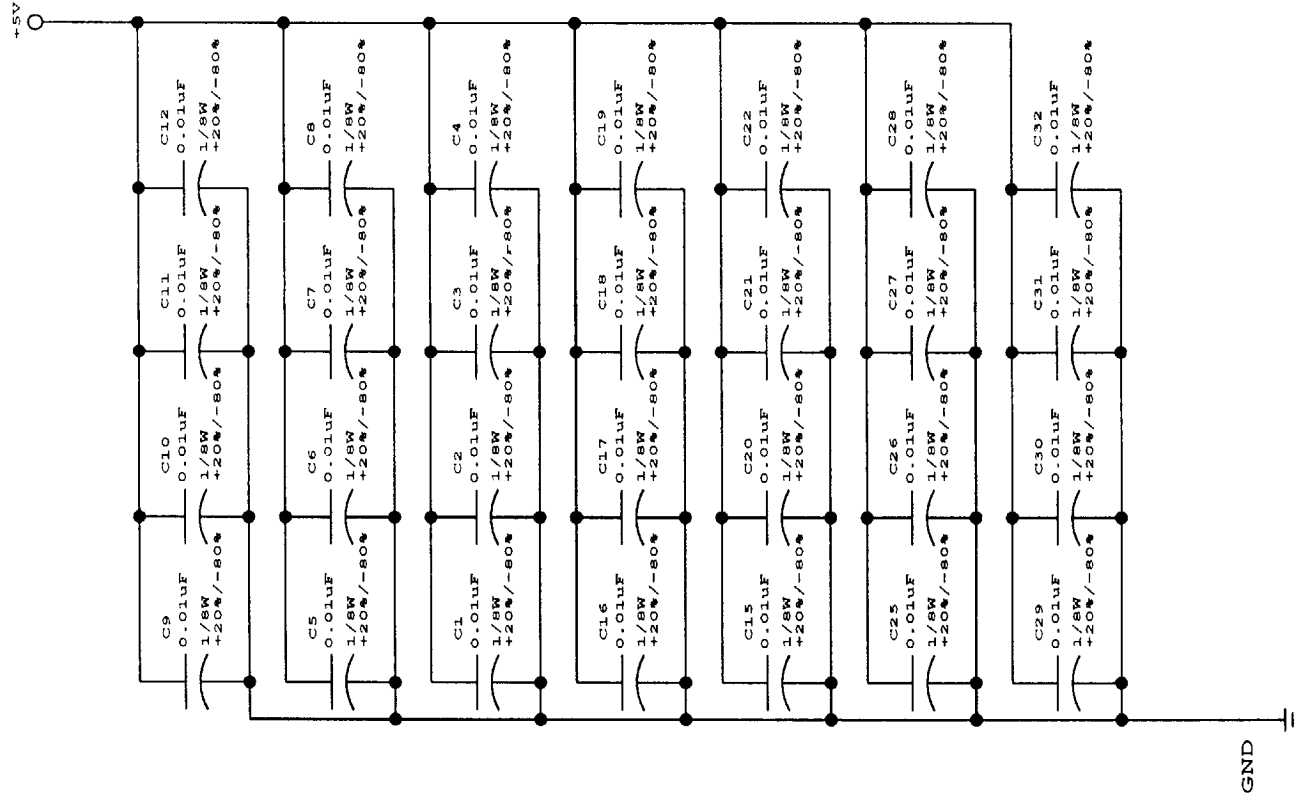 +5V
C12
0.01uF
1/8W
+20%/-80%
C11
0.01uF
1/8W
+20%/-80%
C10
0.01uF
1/8W
+20%/-80%
C9
0.01uF
1/8W
+20%/-80%
C8
0.01uF
1/8W
+20%/-80%
C7
0.01uF
1/8W
+20%/-80%
C6
0.01uF
1/8W
+20%/-80%
C5
0.01uF
1/8W
+20%/-80%
C4
0.01uF
1/8W
+20%/-80%
C3
0.01uF
1/8W
+20%/-80%
C2
0.01uF
1/8W
+20%/-80%
C1
0.01uF
1/8W
+20%/-80%
C19
0.01uF
1/8W
+20%/-80%
C18
0.01uF
1/8W
+20%/-80%
C17
0.01uF
1/8W
+20%/-80%
C16
0.01uF
1/8W
+20%/-80%
C22
0.01uF
1/8W
+20%/-80%
C21
0.01uF
1/8W
+20%/-80%
C20
0.01uF
1/8W
+20%/-80%
C15
0.01uF
1/8W
+20%/-80%
C28
0.01uF
1/8W
+20%/-80%
C27
0.01uF
1/8W
+20%/-80%
C26
0.01uF
1/8W
+20%/-80%
C25
0.01uF
1/8W
+20%/-80%
C32
0.01uF
1/8W
+20%/-80%
C31
0.01uF
1/8W
+20%/-80%
C30
0.01uF
1/8W
+20%/-80%
C29
0.01uF
1/8W
+20%/-80%
GND